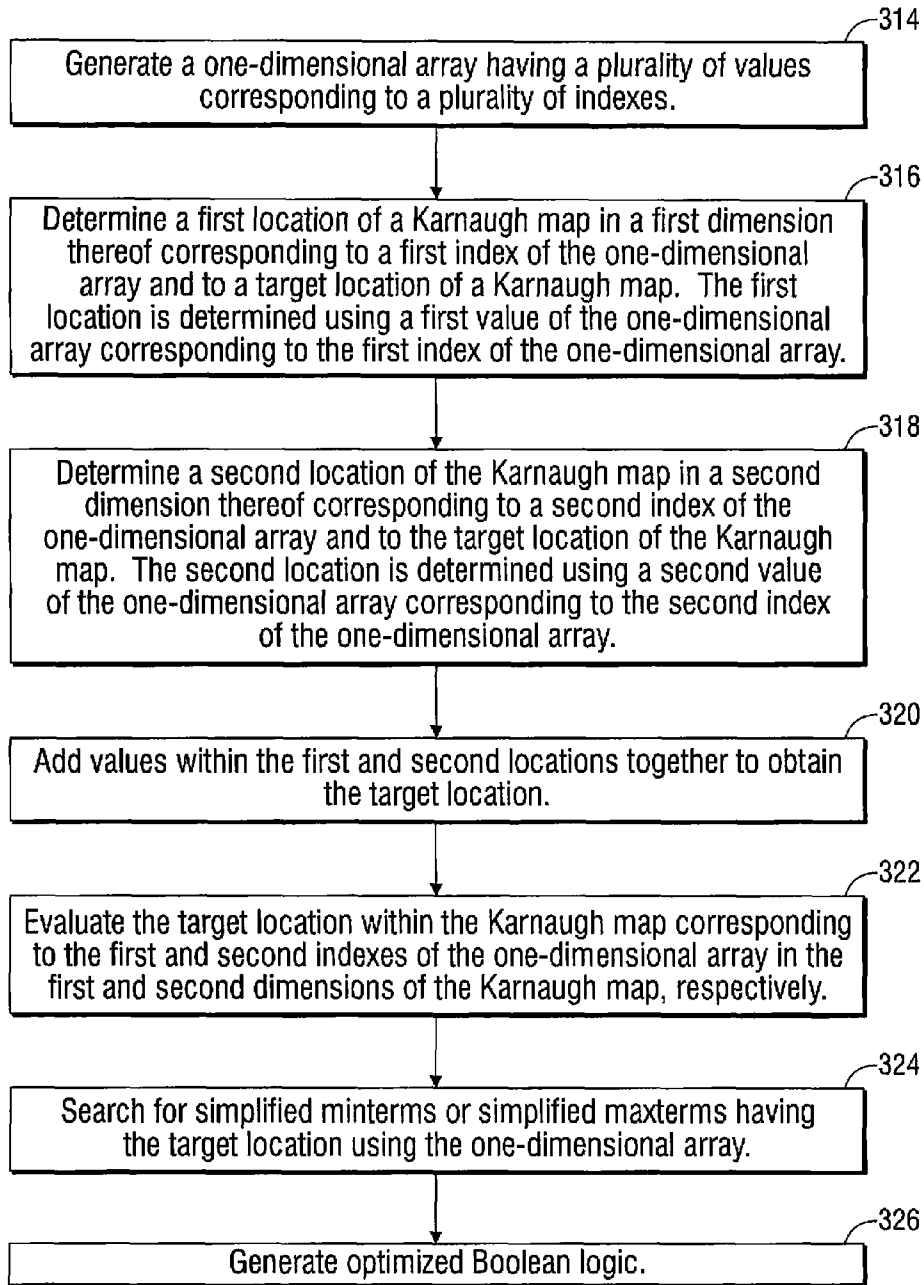 314
Generate a one-dimensional array having a plurality of values
corresponding to a plurality of indexes.
316
Determine a first location of a Karnaugh map in a first dimension
thereof corresponding to a first index of the one-dimensional
array and to a target location of a Karnaugh map. The first
location is determined using a first value of the one-dimensional
array corresponding to the first index of the one-dimensional array.
318
Determine a second location of the Karnaugh map in a second
dimension thereof corresponding to a second index of the
one-dimensional array and to the target location of the Karnaugh
map. The second location is determined using a second value
of the one-dimensional array corresponding to the second index
of the one-dimensional array.
320
Add values within the first and second locations together to obtain
the target location.
322
Evaluate the target location within the Karnaugh map corresponding
to the first and second indexes of the one-dimensional array in the
first and second dimensions of the Karnaugh map, respectively.
324
Search for simplified minterms or simplified maxterms having
the target location using the one-dimensional array.
326
Generate optimized Boolean logic.